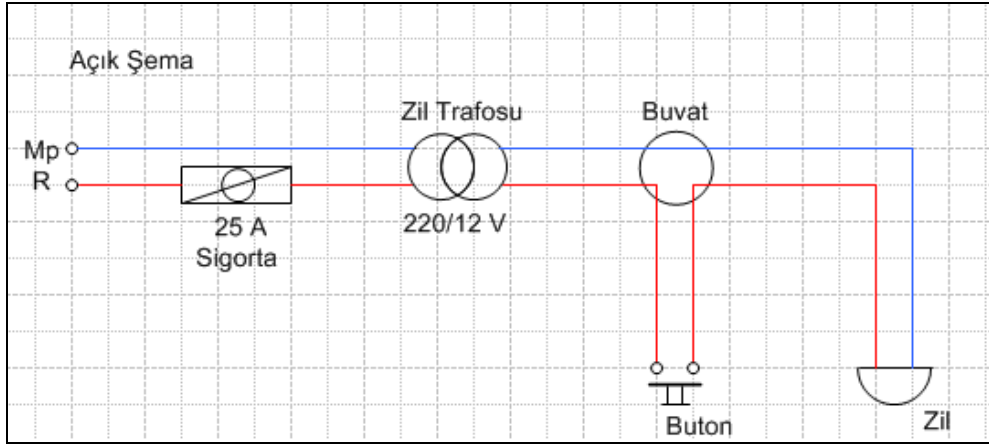 Açık Şema
Zil Trafosu
Buvat
Mp
R
25 A
Sigorta
220/12 V
Buton
Zil